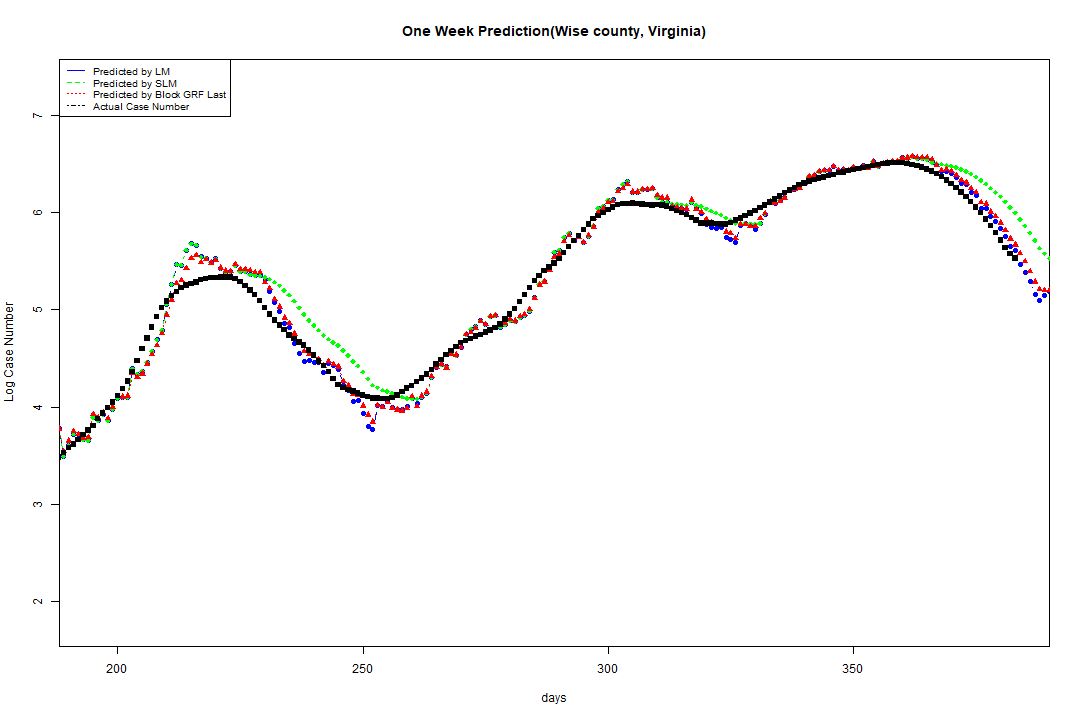 One Week Prediction(Wise county, Virginia)
Predicted by LM
Predicted by SLM
Predicted by Block GRF Last
Actual Case Number
7
6
5
4
3
2
Log Case Number
200 250 300 350
days